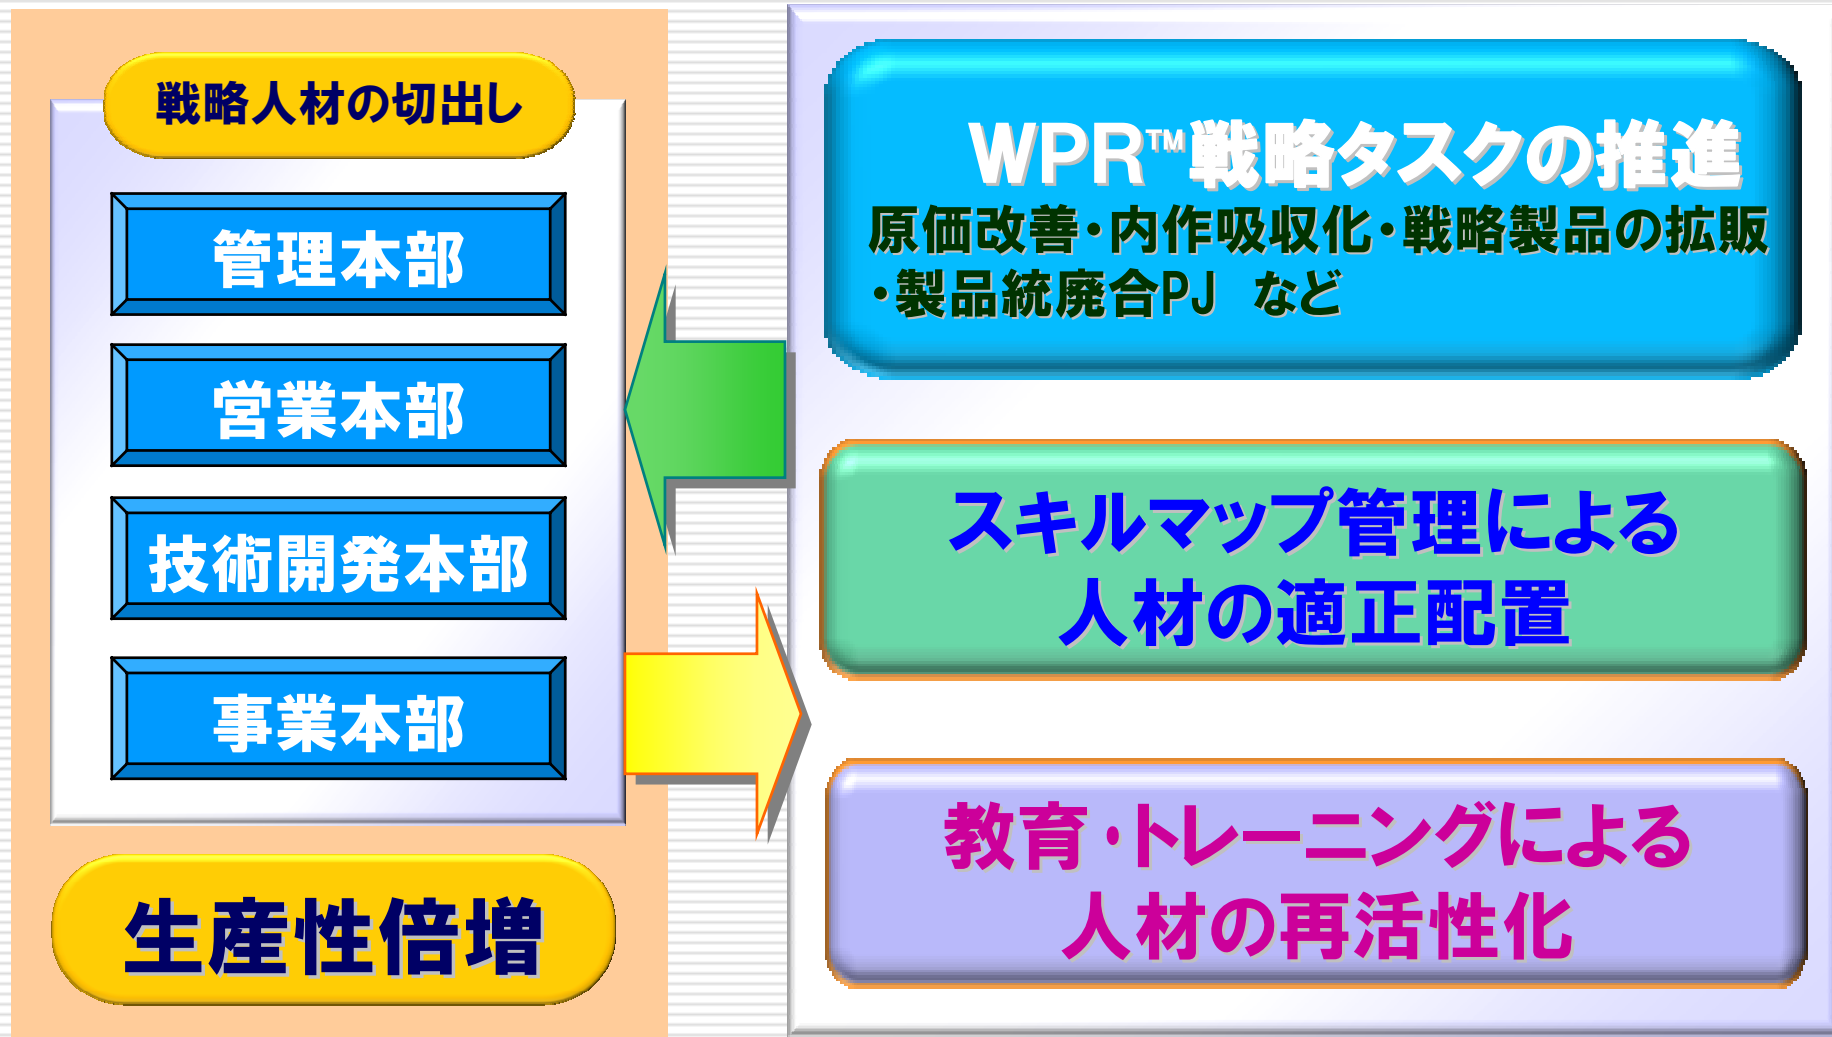 戦略人材の切出し
管理本部
営業本部
技術開発本部
事業本部
生産性倍増
WPR™戦略タスクの推進
原価改善・内作吸収化・戦略製品の拡販
・製品統廃合PJ　など
スキルマップ管理による
人材の適正配置
教育・トレーニングによる
人材の再活性化